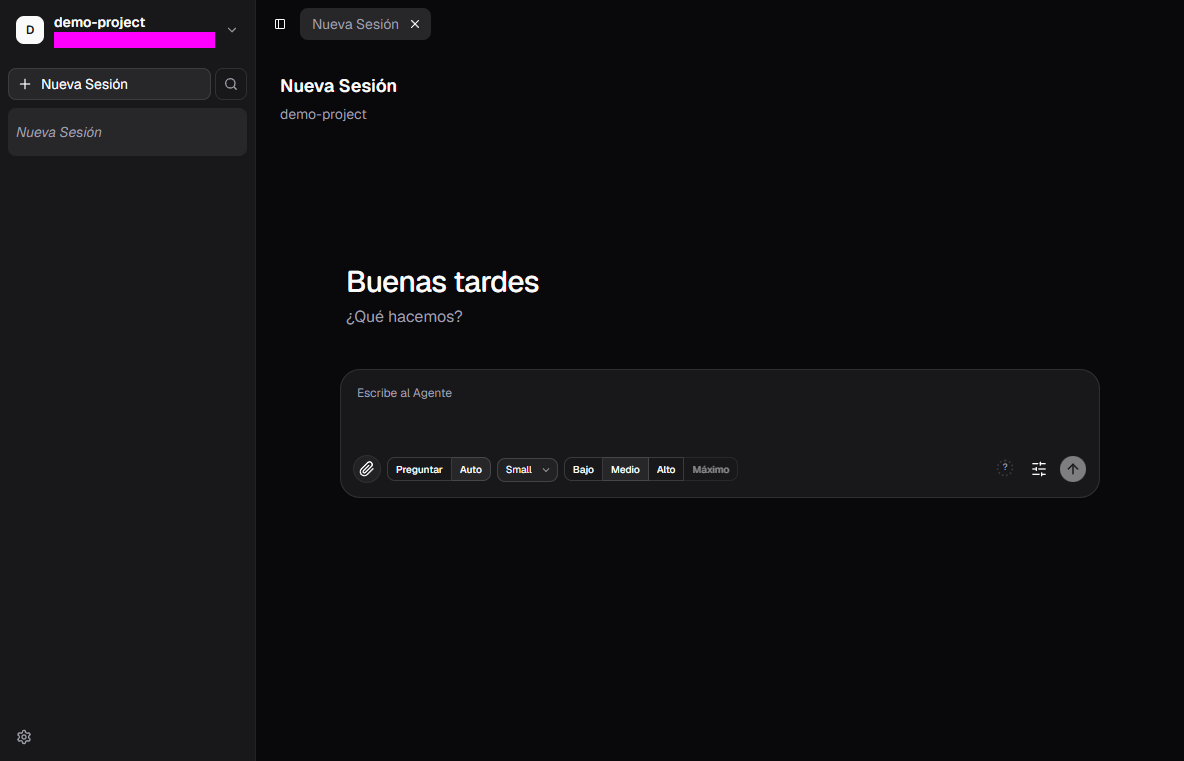 D
demo-project
Nueva Sesión
Nueva Sesión
Nueva Sesión
Nueva Sesión
demo-project
Buenas tardes
¿Qué hacemos?
Escribe al Agente
Preguntar Auto Small Bajo Medio Alto Máximo ?